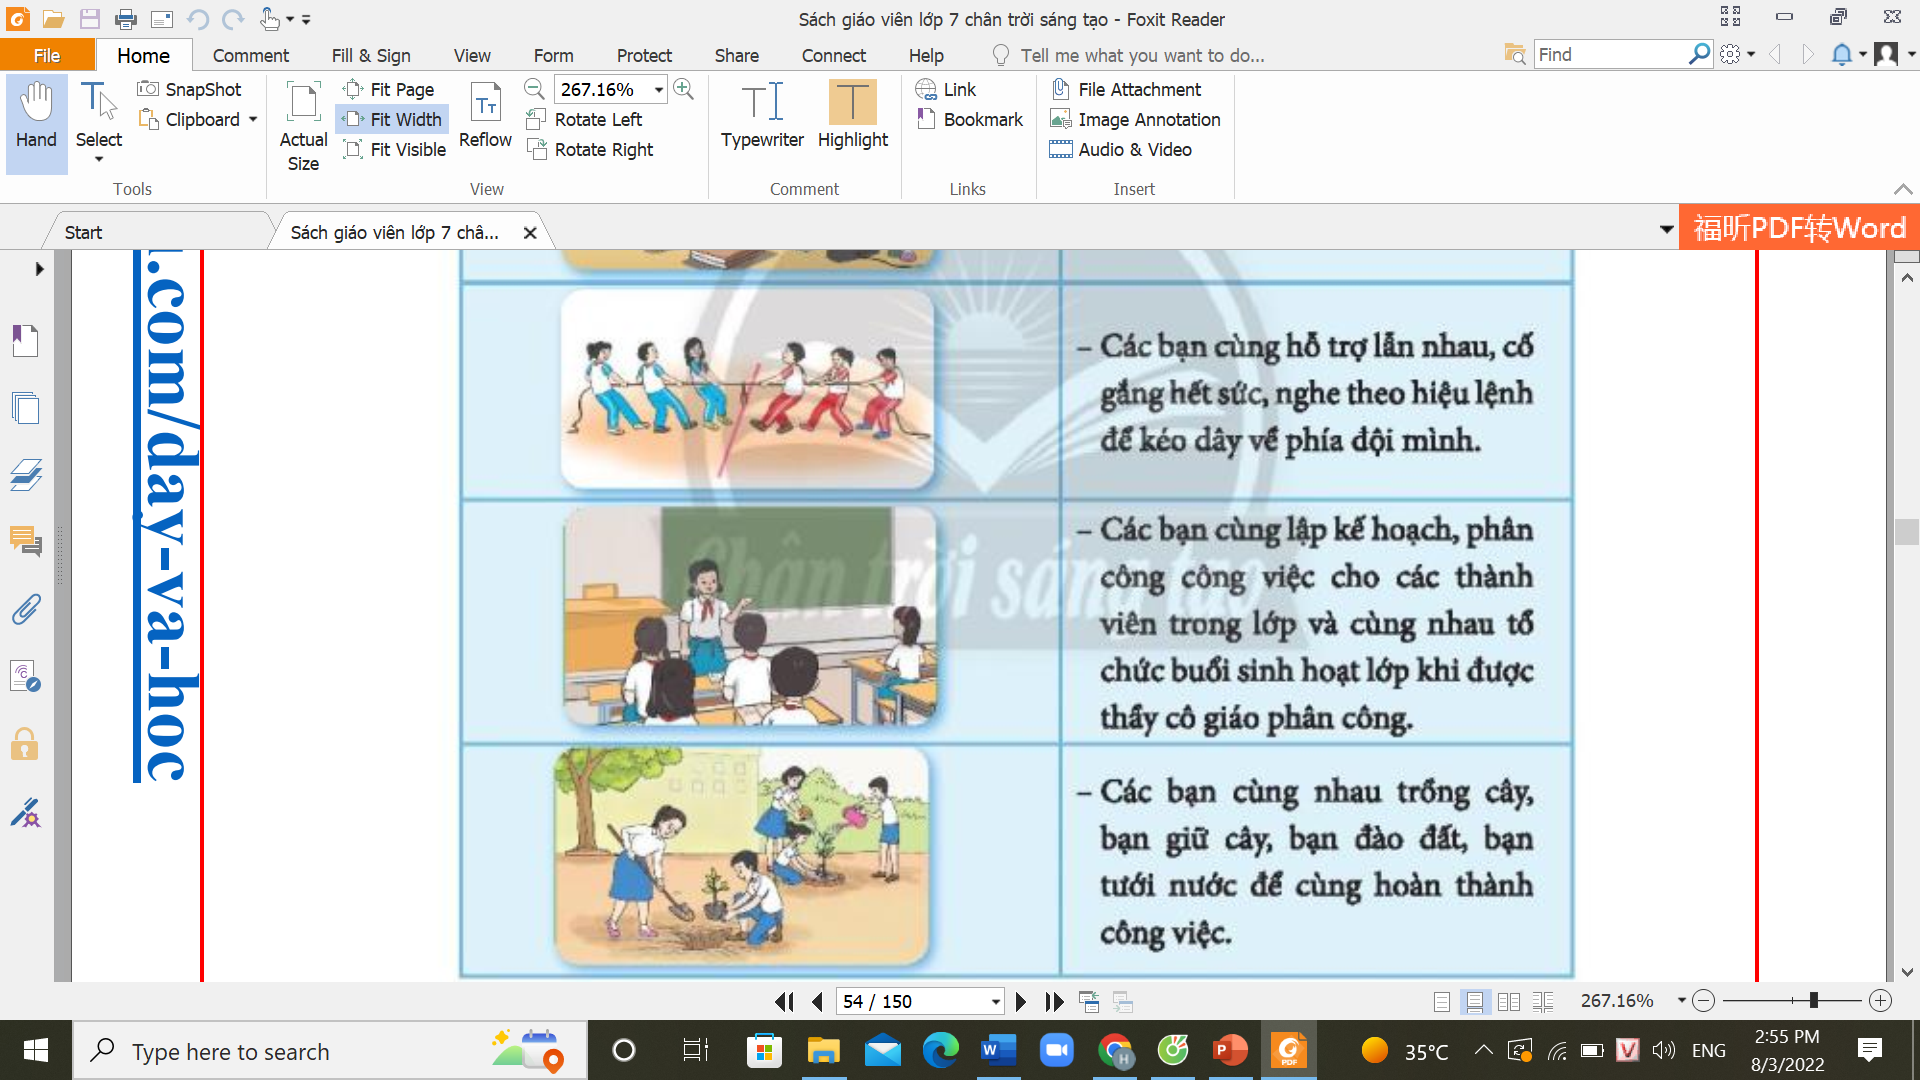 Sách giáo viên lớp 7 chân trời sáng tạo - Foxit Reader
File Home Comment Fill & Sign View Form Protect Share Connect Help Tell me what you want to do... Find
Hand
Select
SnapShot
Clipboard
Tools
Actual
Size
Fit Page
Fit Width
Fit Visible
Reflow
267.16%
Rotate Left
Rotate Right
View
Typewriter
Highlight
Comment
Link
Bookmark
Links
File Attachment
Image Annotation
Audio & Video
Insert
Start
Sách giáo viên lớp 7 châ...
福昕PDF转Word
.com/day-va-hoc
– Các bạn cùng hỗ trợ lẫn nhau, cố
gắng hết sức, nghe theo hiệu lệnh
để kéo dây về phía đội mình.
– Các bạn cùng lập kế hoạch, phân
công công việc cho các thành
viên trong lớp và cùng nhau tổ
chức buổi sinh hoạt lớp khi được
thầy cô giáo phân công.
Chân trời sáng tạo
– Các bạn cùng nhau trồng cây,
bạn giữ cây, bạn đào đất, bạn
tưới nước để cùng hoàn thành
công việc.
54 / 150
267.16%
Type here to search
35°C
ENG
2:55 PM
8/3/2022